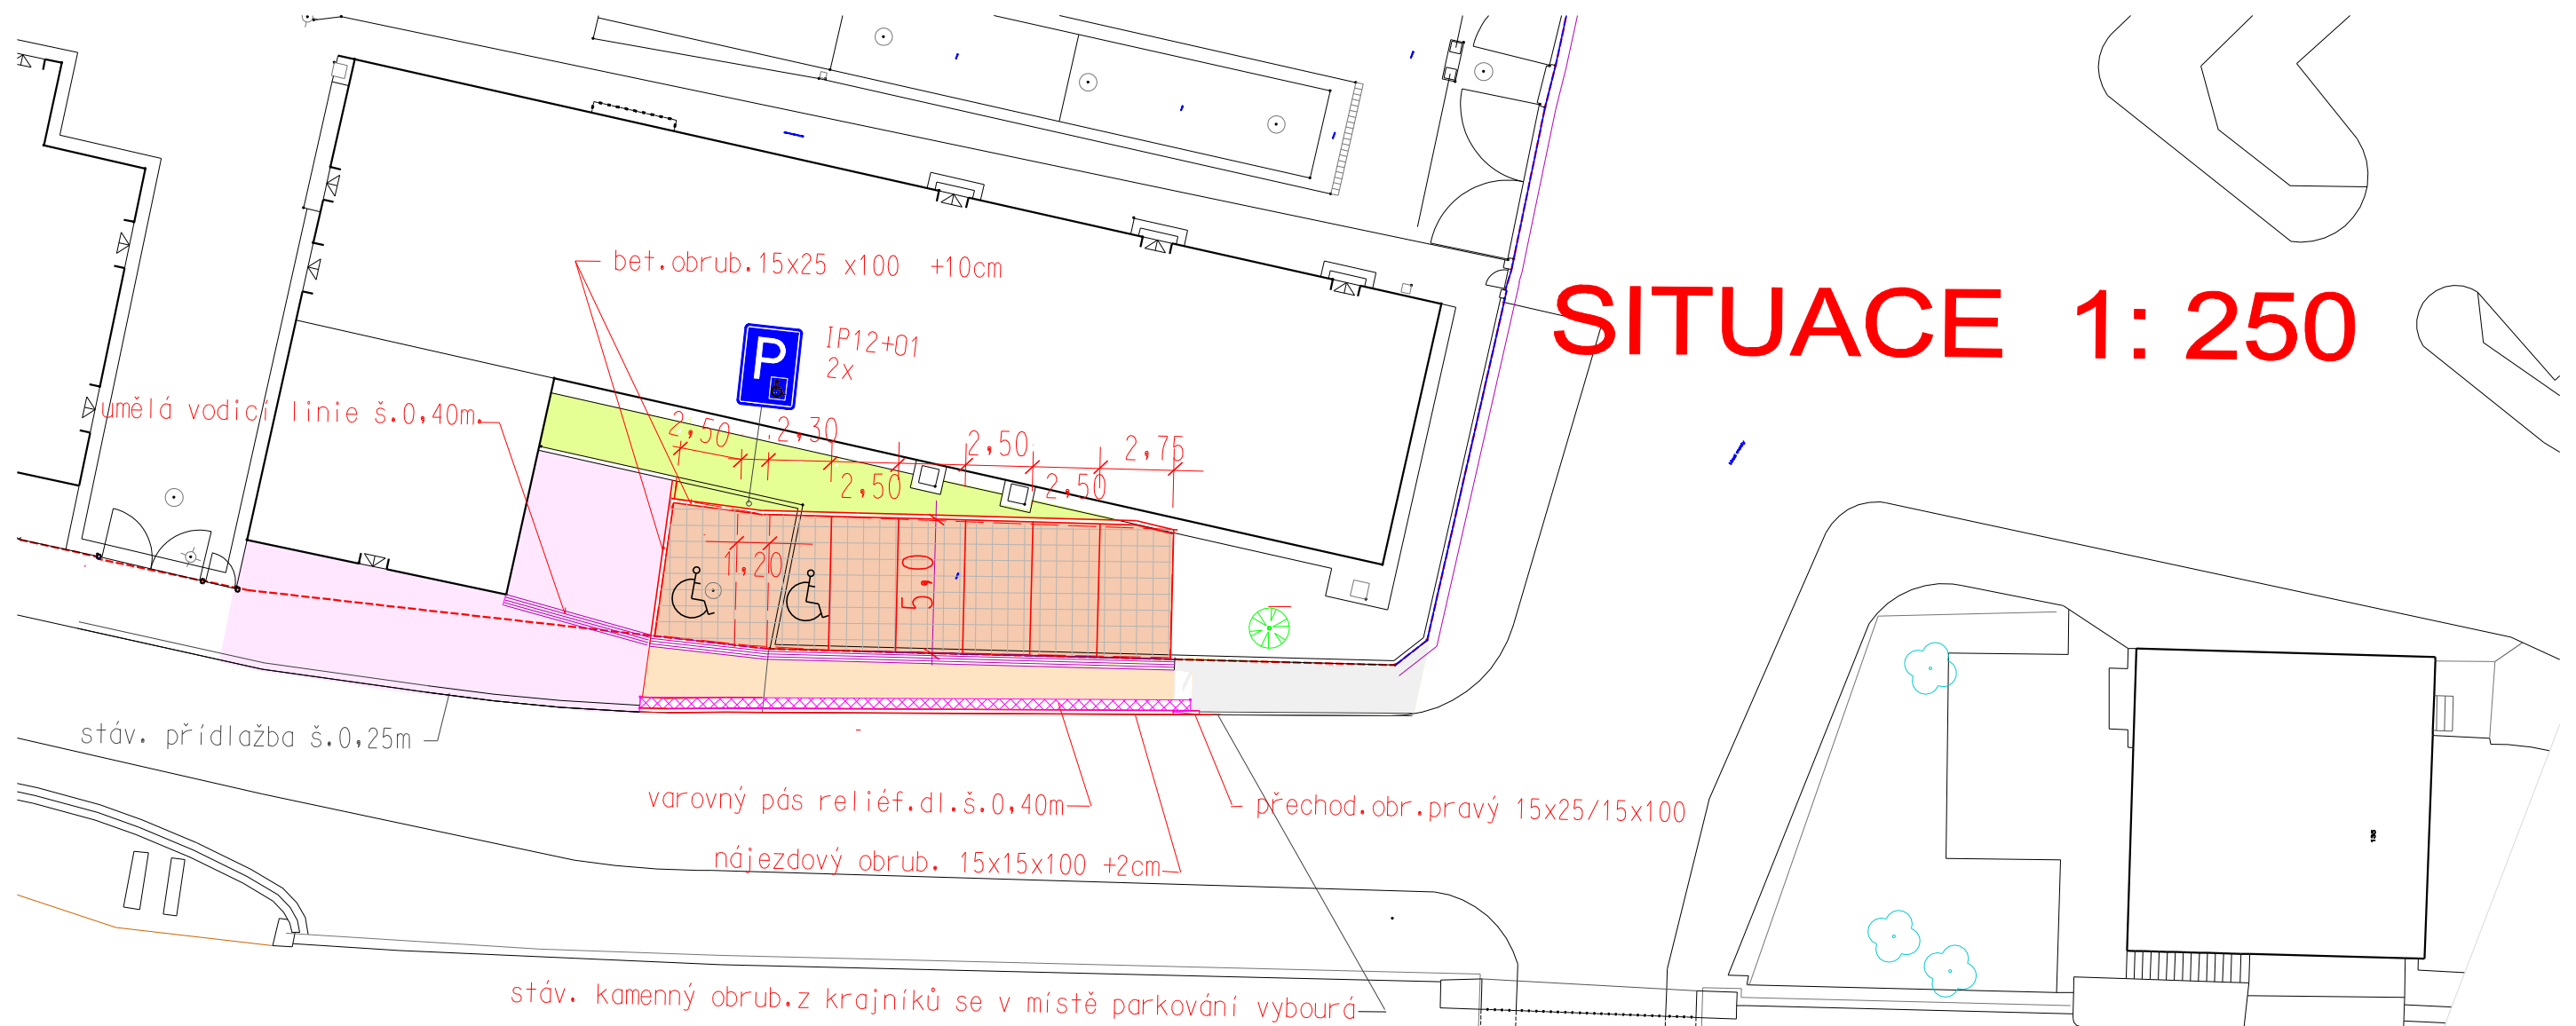 bet.obrub.15x25 x100 +10cm
SITUACE 1: 250
P
IP12+O1
2x
umělá vodicí linie š.0,40m.
2,50
2,30
2,50
2,75
2,50
2,50
1,20
5,0
stáv. přídlažba š.0,25m
varovný pás reliéf.dl.š.0,40m
přechod.obr.pravý 15x25/15x100
nájezdový obrub. 15x15x100 +2cm
stáv. kamenný obrub.z krajníků se v místě parkování vybourá